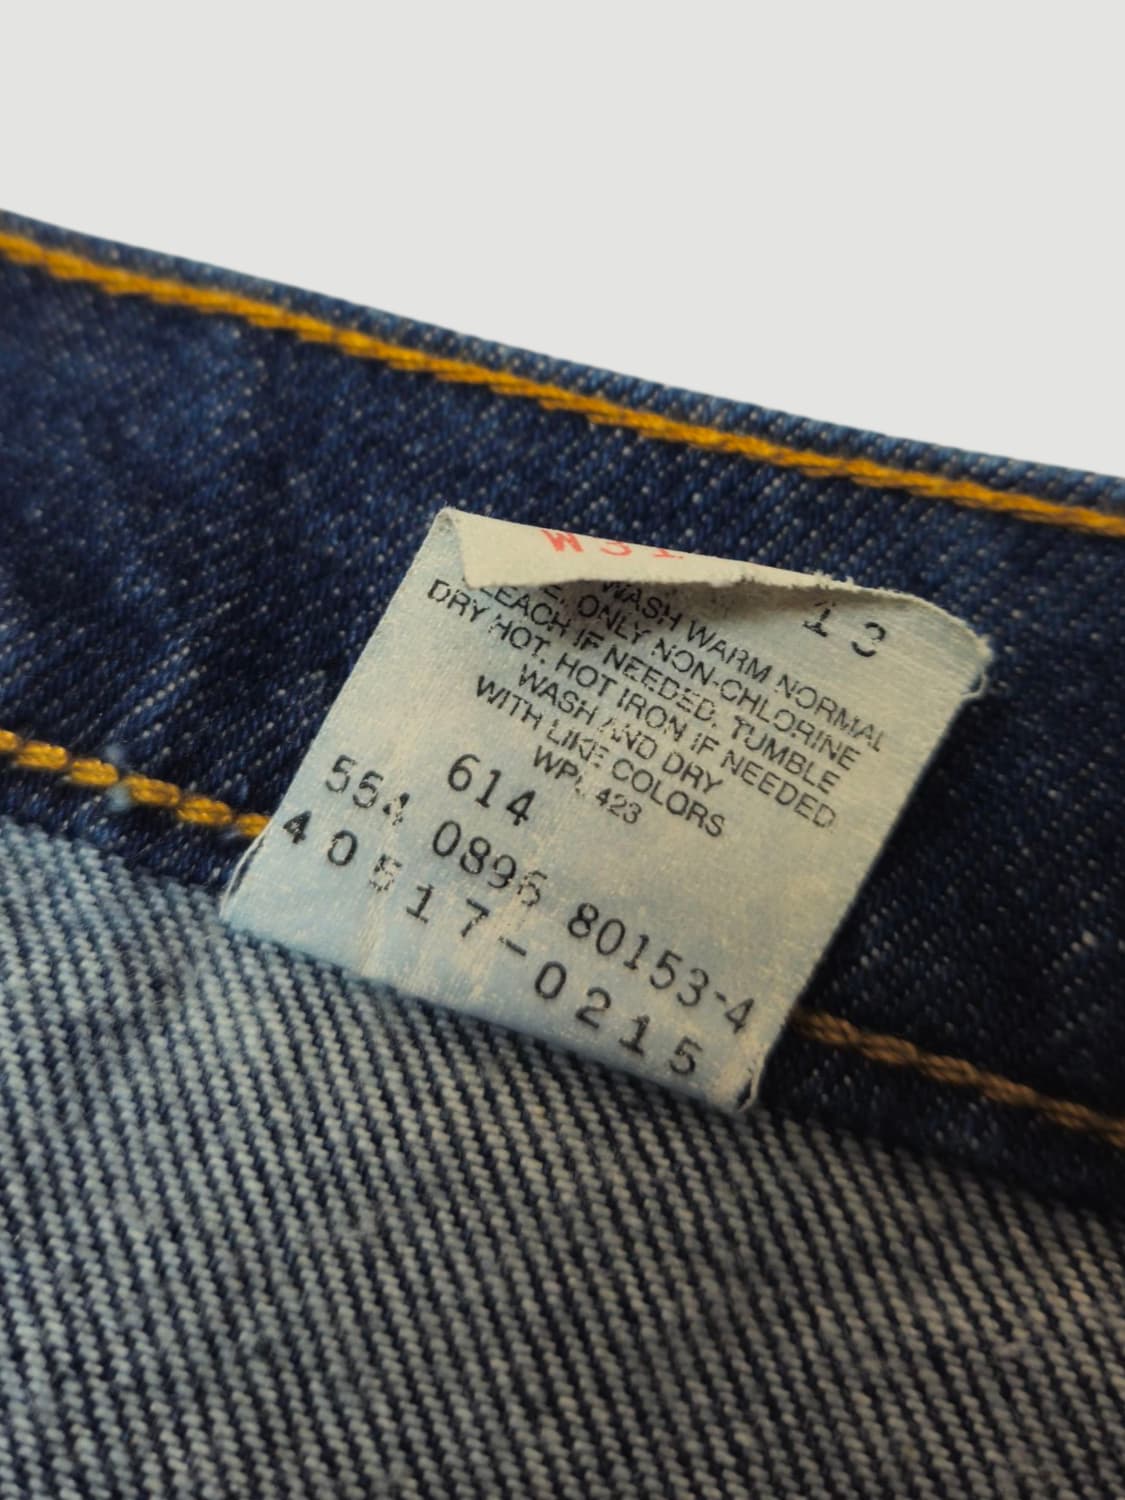 W31
13
WASH WARM NORMAL
ONLY NON-CHLORINE
BLEACH IF NEEDED. TUMBLE
DRY HOT. HOT IRON IF NEEDED
WASH AND DRY
WITH LIKE COLORS
WPL 423
614
554 0896 80153-4
40517-0215